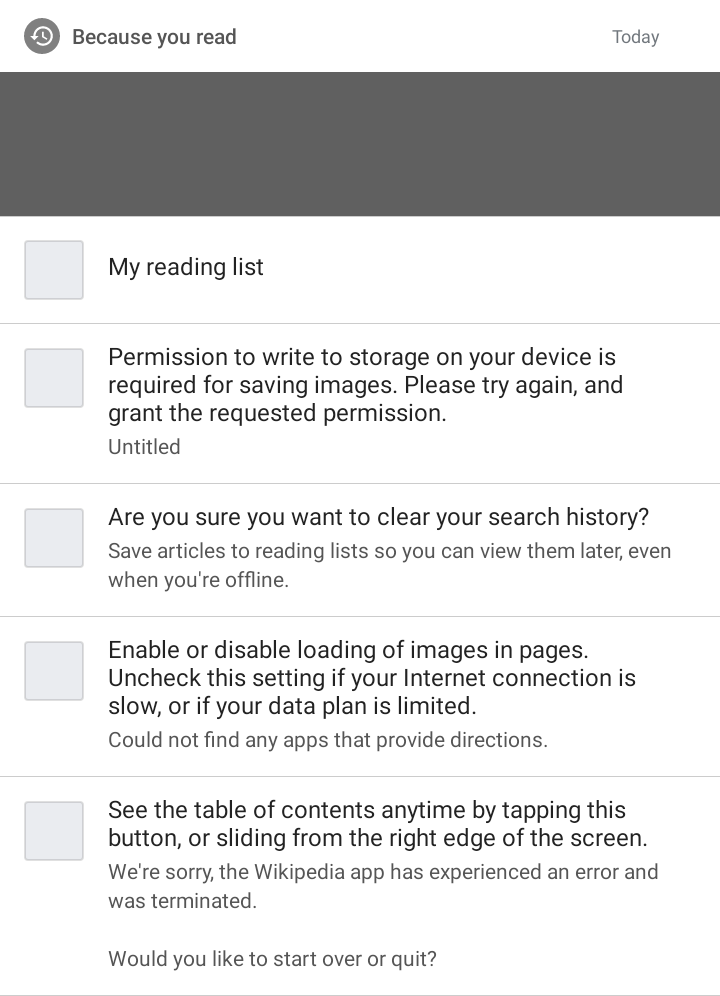 Because you read
Today
My reading list
Permission to write to storage on your device is
required for saving images. Please try again, and
grant the requested permission.
Untitled
Are you sure you want to clear your search history?
Save articles to reading lists so you can view them later, even
when you're offline.
Enable or disable loading of images in pages.
Uncheck this setting if your Internet connection is
slow, or if your data plan is limited.
Could not find any apps that provide directions.
See the table of contents anytime by tapping this
button, or sliding from the right edge of the screen.
We're sorry, the Wikipedia app has experienced an error and
was terminated.
Would you like to start over or quit?